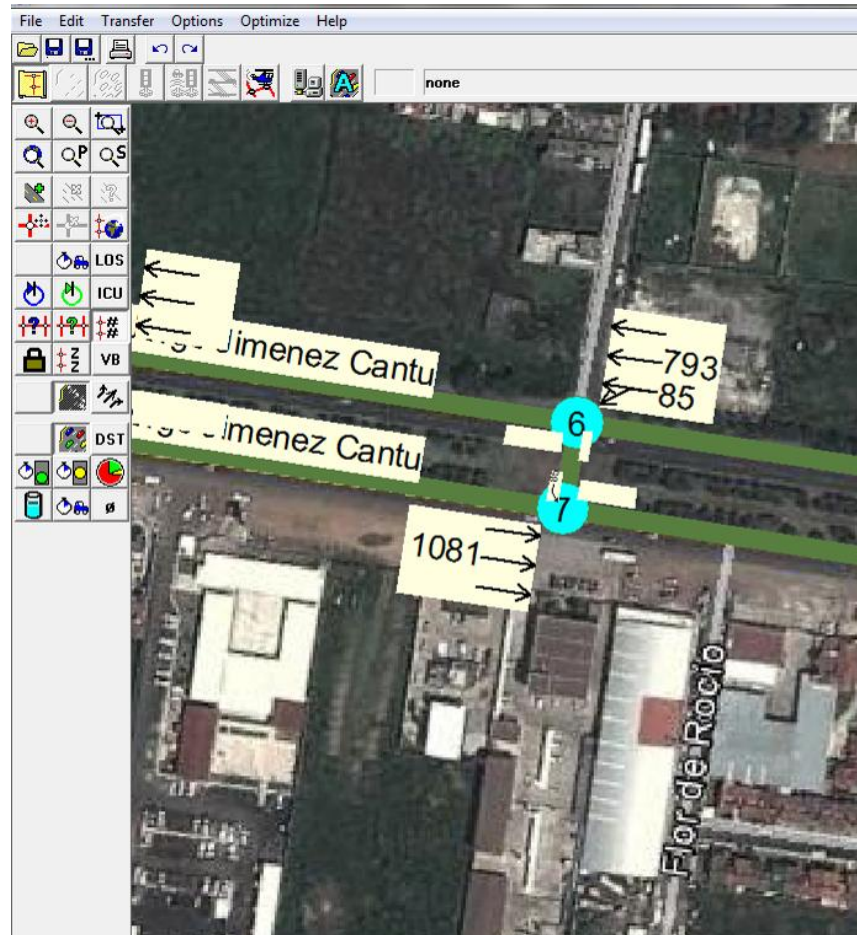 File Edit Transfer Options Optimize Help
none
P S
LOS
ICU
# #
Z Z VB
DST
ø
Jimenez Cantu
793
85
6
Jimenez Cantu
7
1081
Flor de Rocio